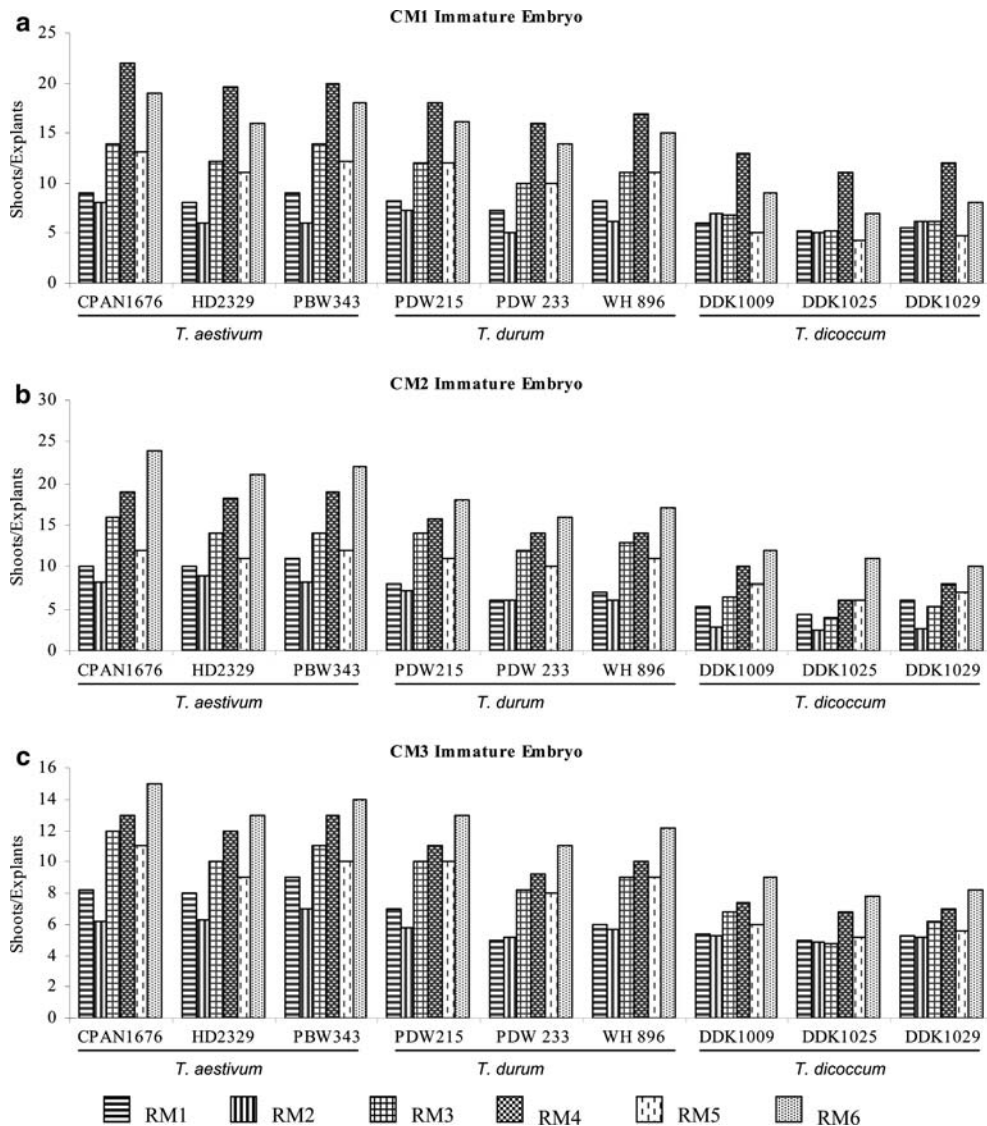 a
CM1 Immature Embryo
25
20
15
10
5
0
Shoots/Explants
CPAN1676 HD2329 PBW343 PDW215 PDW 233 WH 896 DDK1009 DDK1025 DDK1029
T. aestivum T. durum T. dicoccum
b
CM2 Immature Embryo
30
25
20
15
10
5
0
Shoots/Explants
CPAN1676 HD2329 PBW343 PDW215 PDW 233 WH 896 DDK1009 DDK1025 DDK1029
T. aestivum T. durum T. dicoccum
c
CM3 Immature Embryo
16
14
12
10
8
6
4
2
0
Shoots/Explants
CPAN1676 HD2329 PBW343 PDW215 PDW 233 WH 896 DDK1009 DDK1025 DDK1029
T. aestivum T. durum T. dicoccum
RM1 RM2 RM3 RM4 RM5 RM6